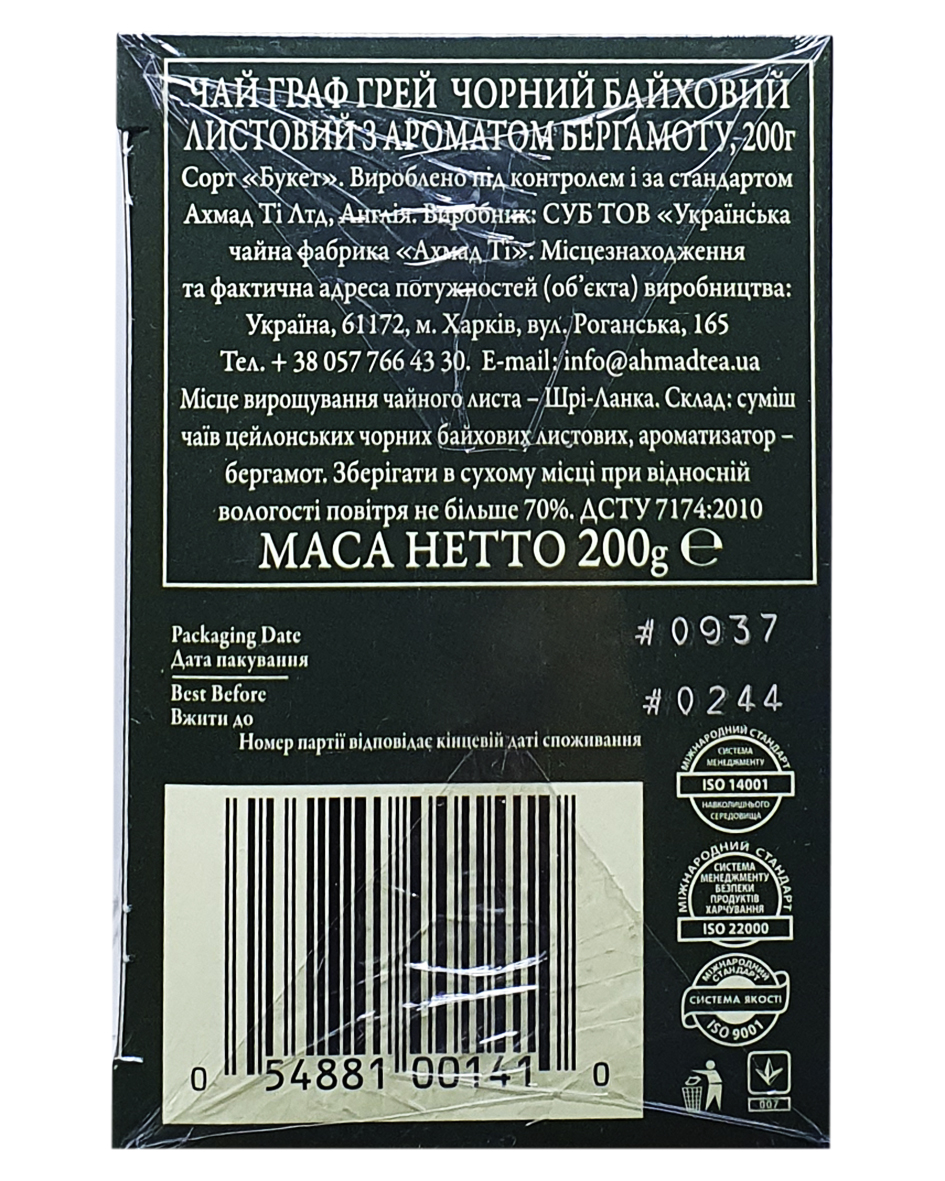 ЧАЙ ГРАФ ГРЕЙ ЧОРНИЙ БАЙХОВИЙ
ЛИСТОВИЙ З АРОМАТОМ БЕРГАМОТУ, 200г
Сорт «Букет». Вироблено під контролем і за стандартом
Ахмад Ті Лтд, Англія. Виробник: СУБ ТОВ «Українська
чайна фабрика «Ахмад Ті». Місцезнаходження
та фактична адреса потужностей (об’єкта) виробництва:
Україна, 61172, м. Харків, вул. Роганська, 165
Тел. + 38 057 766 43 30. E-mail: info@ahmadtea.ua
Місце вирощування чайного листа – Шрі-Ланка. Склад: суміш
чаїв цейлонських чорних байхових листових, ароматизатор –
бергамот. Зберігати в сухому місці при відносній
вологості повітря не більше 70%. ДСТУ 7174:2010
МАСА НЕТТО 200g ℮
Packaging Date
Дата пакування
#0937
Best Before
Вжити до
#0244
Номер партії відповідає кінцевій даті споживання
МІЖНАРОДНИЙ СТАНДАРТ
СИСТЕМА
МЕНЕДЖМЕНТУ
ISO 14001
НАВКОЛИШНЬОГО
СЕРЕДОВИЩА
МІЖНАРОДНИЙ СТАНДАРТ
СИСТЕМА
МЕНЕДЖМЕНТУ
БЕЗПЕКИ
ПРОДУКТІВ
ХАРЧУВАННЯ
ISO 22000
МІЖНАРОДНИЙ
СТАНДАРТ
СИСТЕМА ЯКОСТІ
ISO 9001
007
0 54881 00141 0